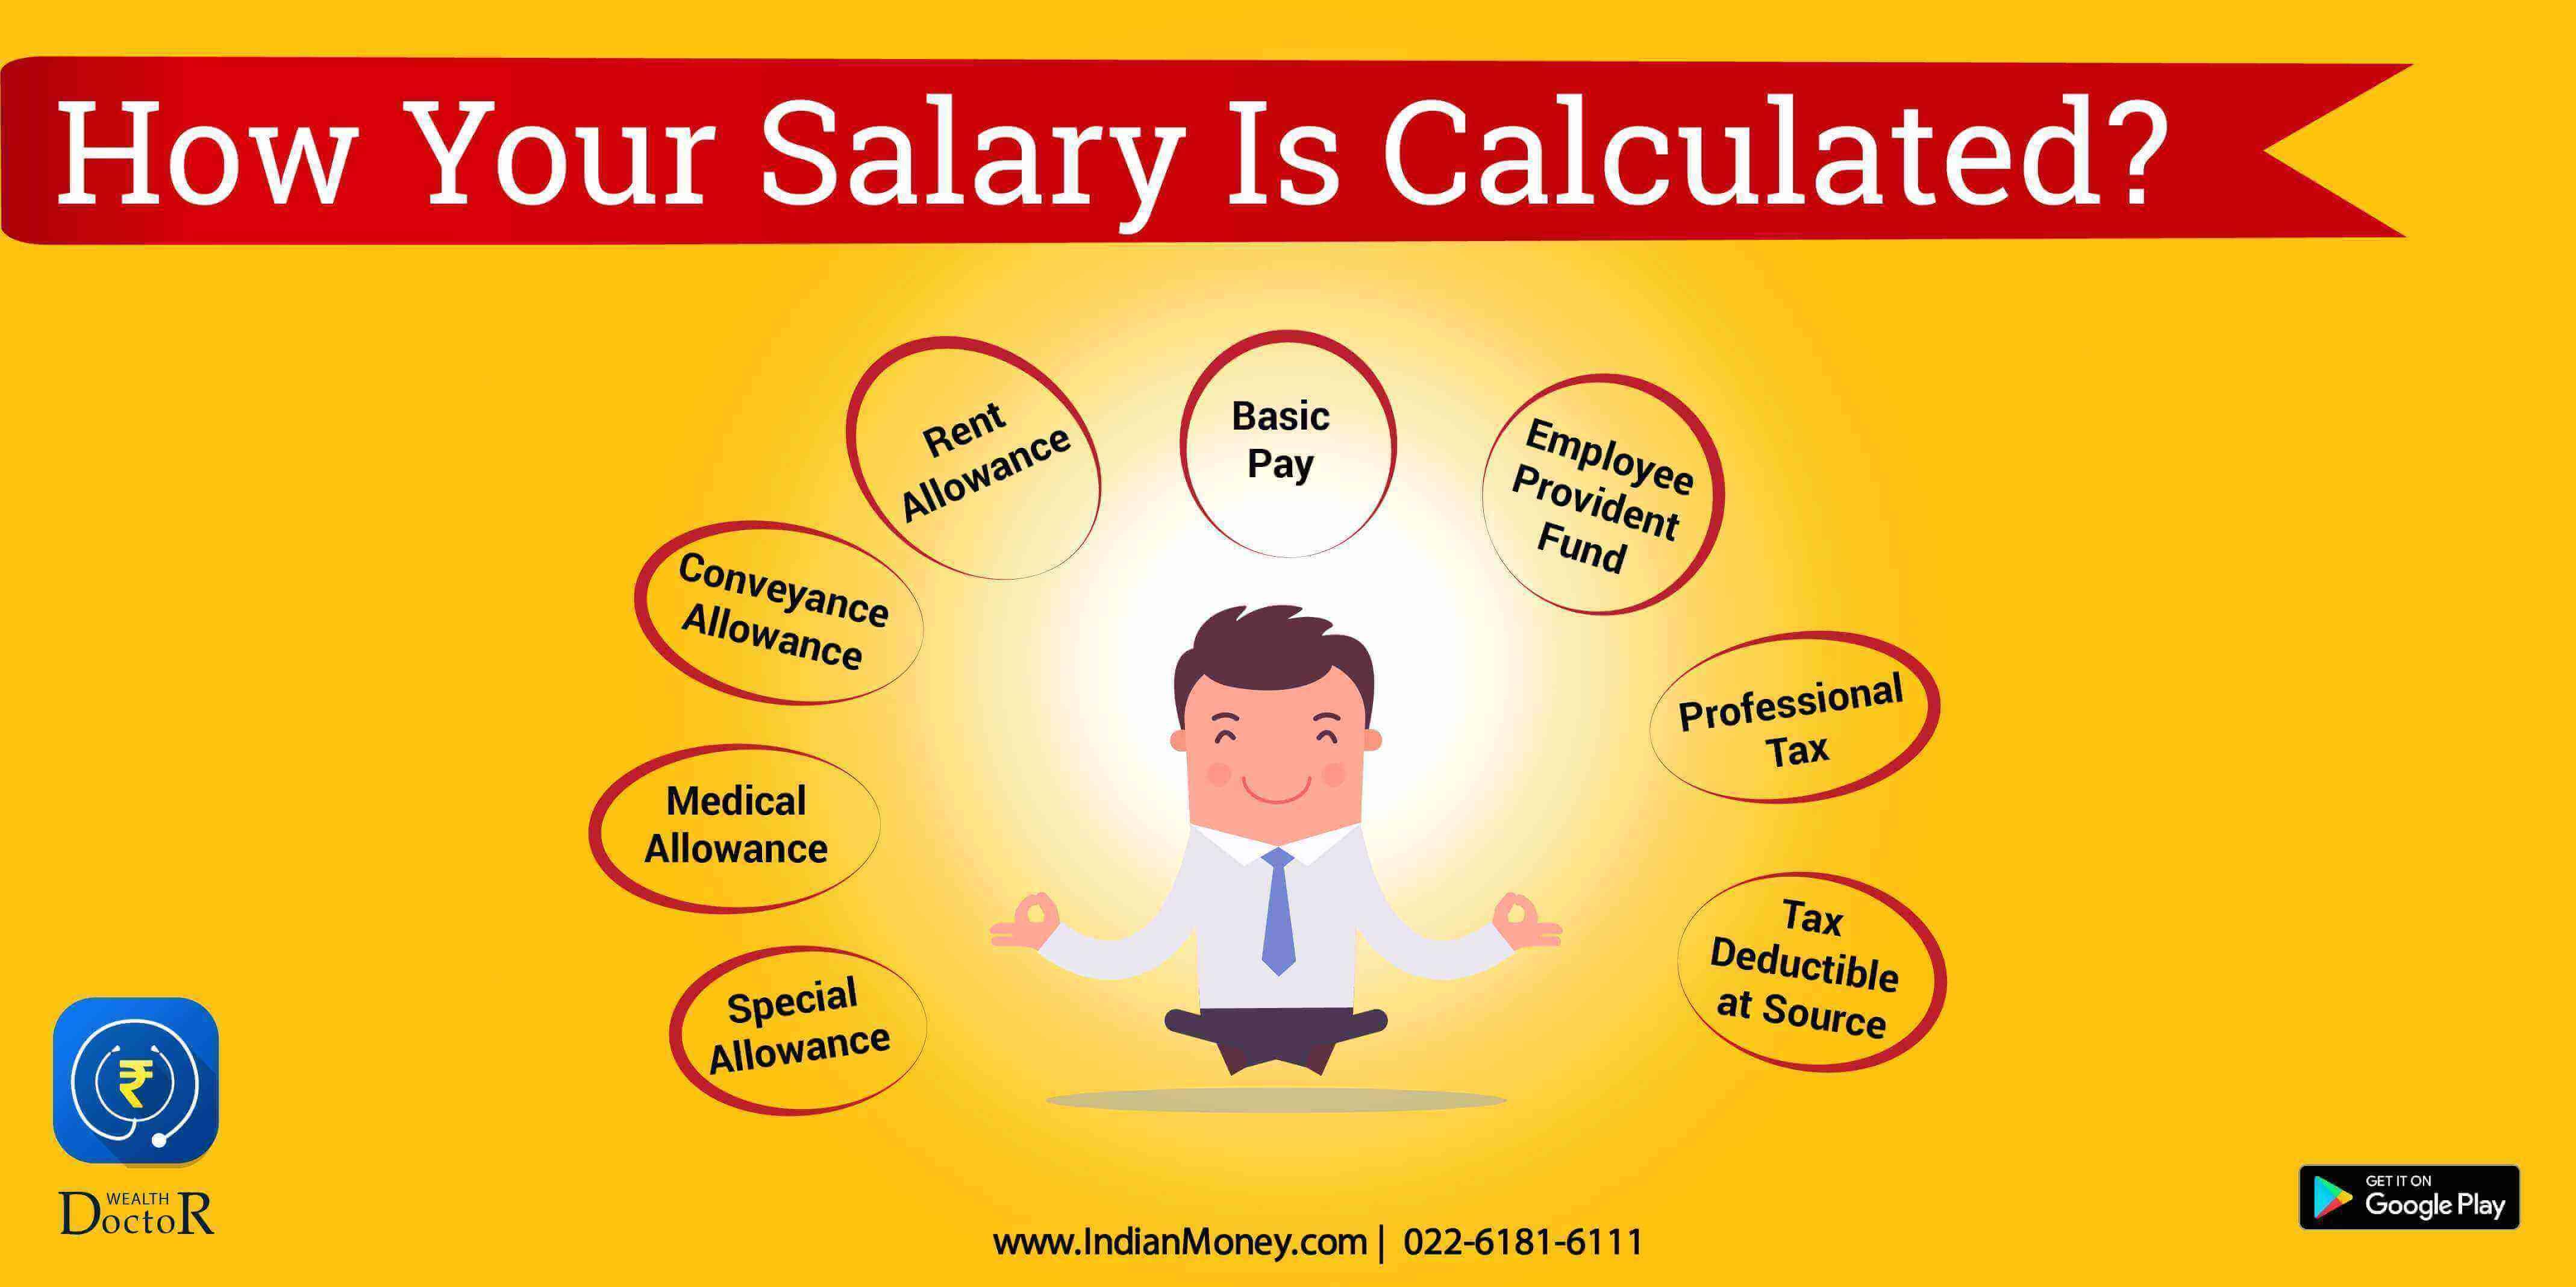 How Your Salary Is Calculated?
Rent
Allowance
Basic
Pay
Employee
Provident
Fund
Conveyance
Allowance
Professional
Tax
Medical
Allowance
Tax
Deductible
at Source
Special
Allowance
₹
WEALTH
DoctoR
www.IndianMoney.com | 022-6181-6111
GET IT ON
Google Play